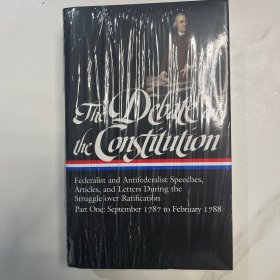 The Debate on
the Constitution
Federalist and Antifederalist Speeches,
Articles, and Letters During the
Struggle over Ratification
Part One: September 1787 to February 1788